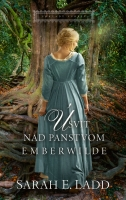 Úsvit
NAD PANSTVÍM
EMBERWILDE
SARAH E. LADD